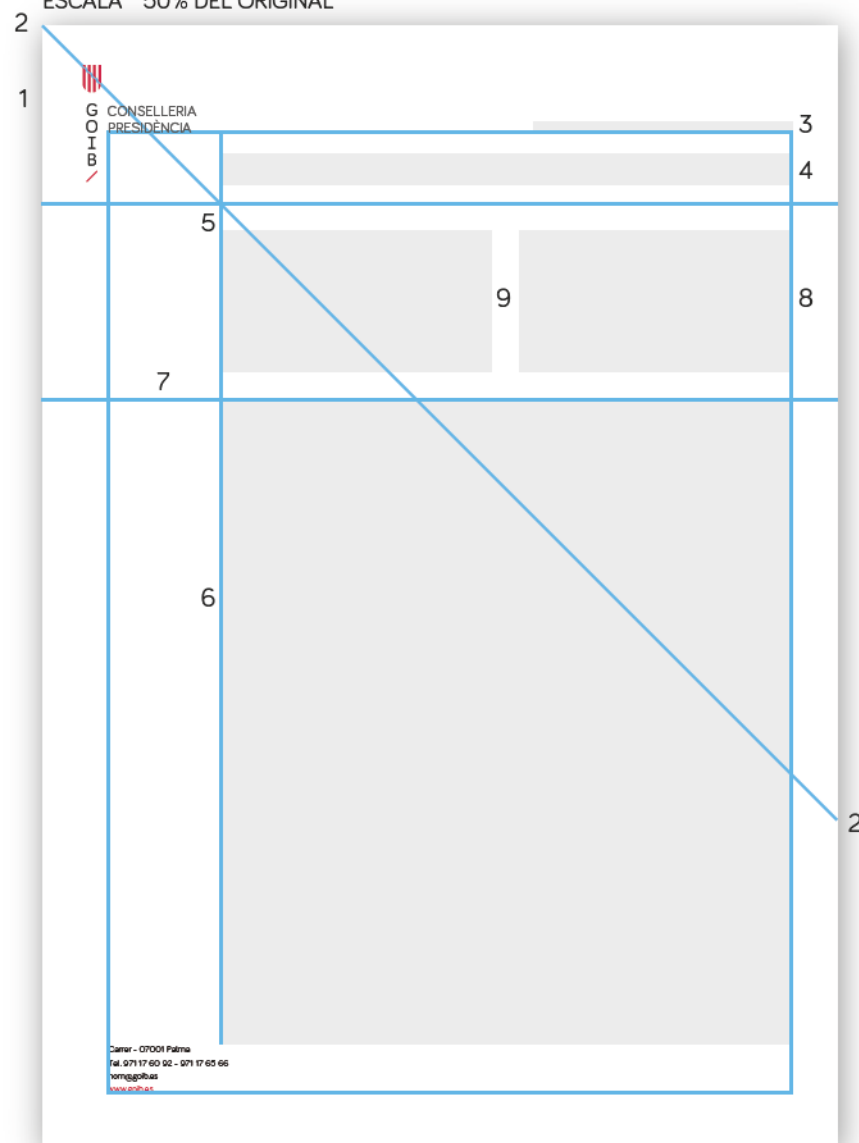 ESCALA 50% DEL ORIGINAL
2
1
G CONSELLERIA
O PRESIDÈNCIA
I
B
3
4
5
9
8
7
6
2
Carrer - 07001 Palma
Tel. 971 17 60 92 - 971 17 65 66
nom@goib.es
www.goib.es